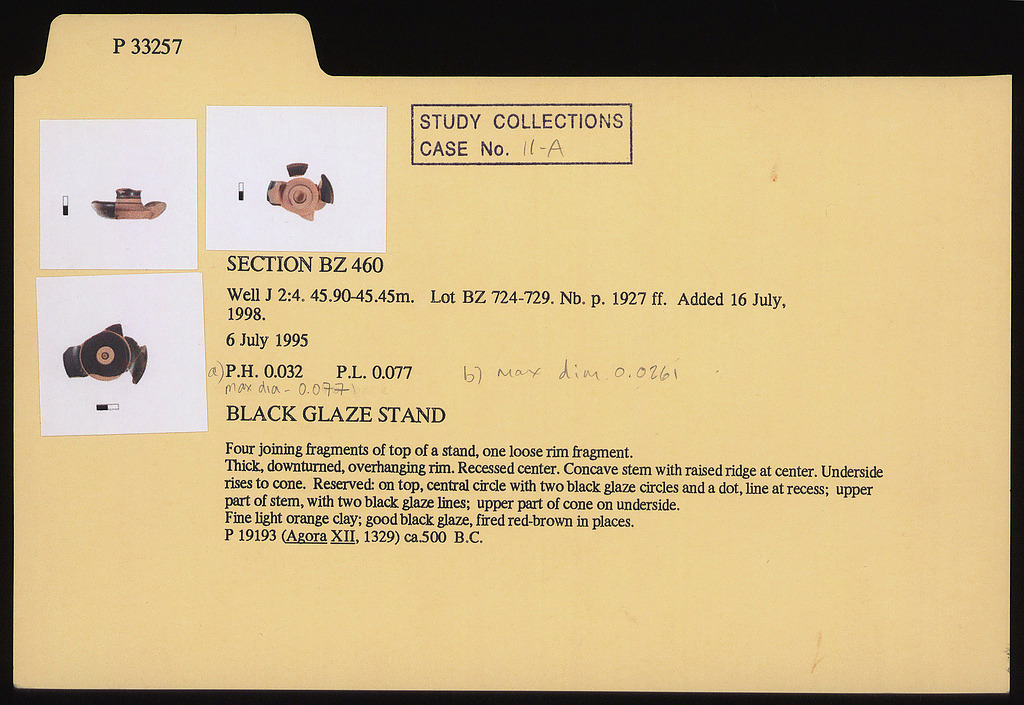 P 33257
STUDY COLLECTIONS
CASE No. 11-A
SECTION BZ 460
Well J 2:4. 45.90-45.45m. Lot BZ 724-729. Nb. p. 1927 ff. Added 16 July,
1998.
6 July 1995
a) P.H. 0.032 P.L. 0.077 b) max dim. 0.0261
max dia - 0.0771
BLACK GLAZE STAND
Four joining fragments of top of a stand, one loose rim fragment.
Thick, downturned, overhanging rim. Recessed center. Concave stem with raised ridge at center. Underside
rises to cone. Reserved: on top, central circle with two black glaze circles and a dot, line at recess; upper
part of stem, with two black glaze lines; upper part of cone on underside.
Fine light orange clay; good black glaze, fired red-brown in places.
P 19193 (Agora XII, 1329) ca.500 B.C.